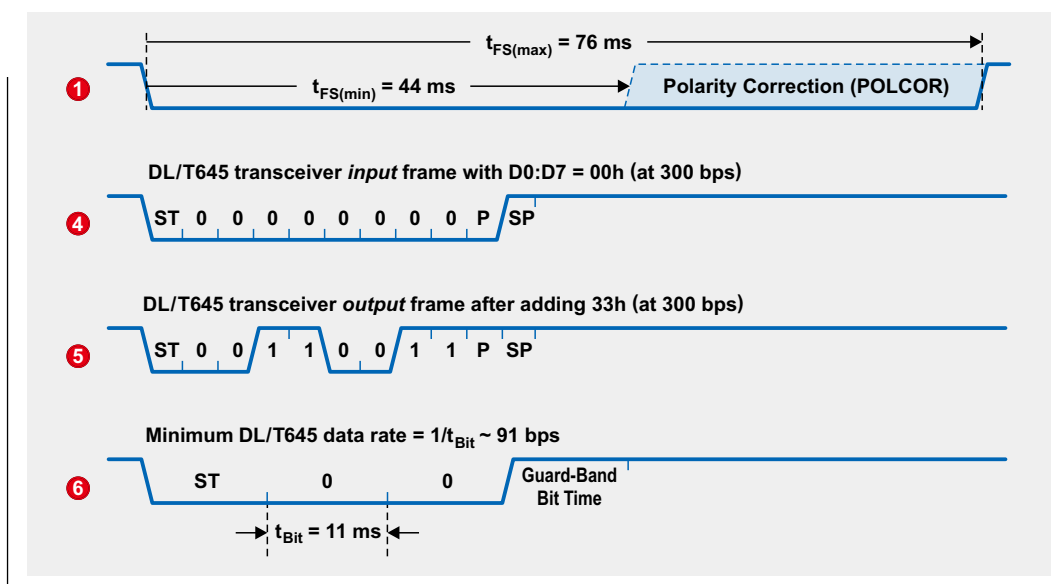 t_FS(max) = 76 ms
1
t_FS(min) = 44 ms
Polarity Correction (POLCOR)
DL/T645 transceiver input frame with D0:D7 = 00h (at 300 bps)
4
ST 0 0 0 0 0 0 0 0 P SP
DL/T645 transceiver output frame after adding 33h (at 300 bps)
5
ST 0 0 1 1 0 0 1 1 P SP
Minimum DL/T645 data rate = 1/t_Bit ~ 91 bps
6
ST 0 0
Guard-Band
Bit Time
t_Bit = 11 ms